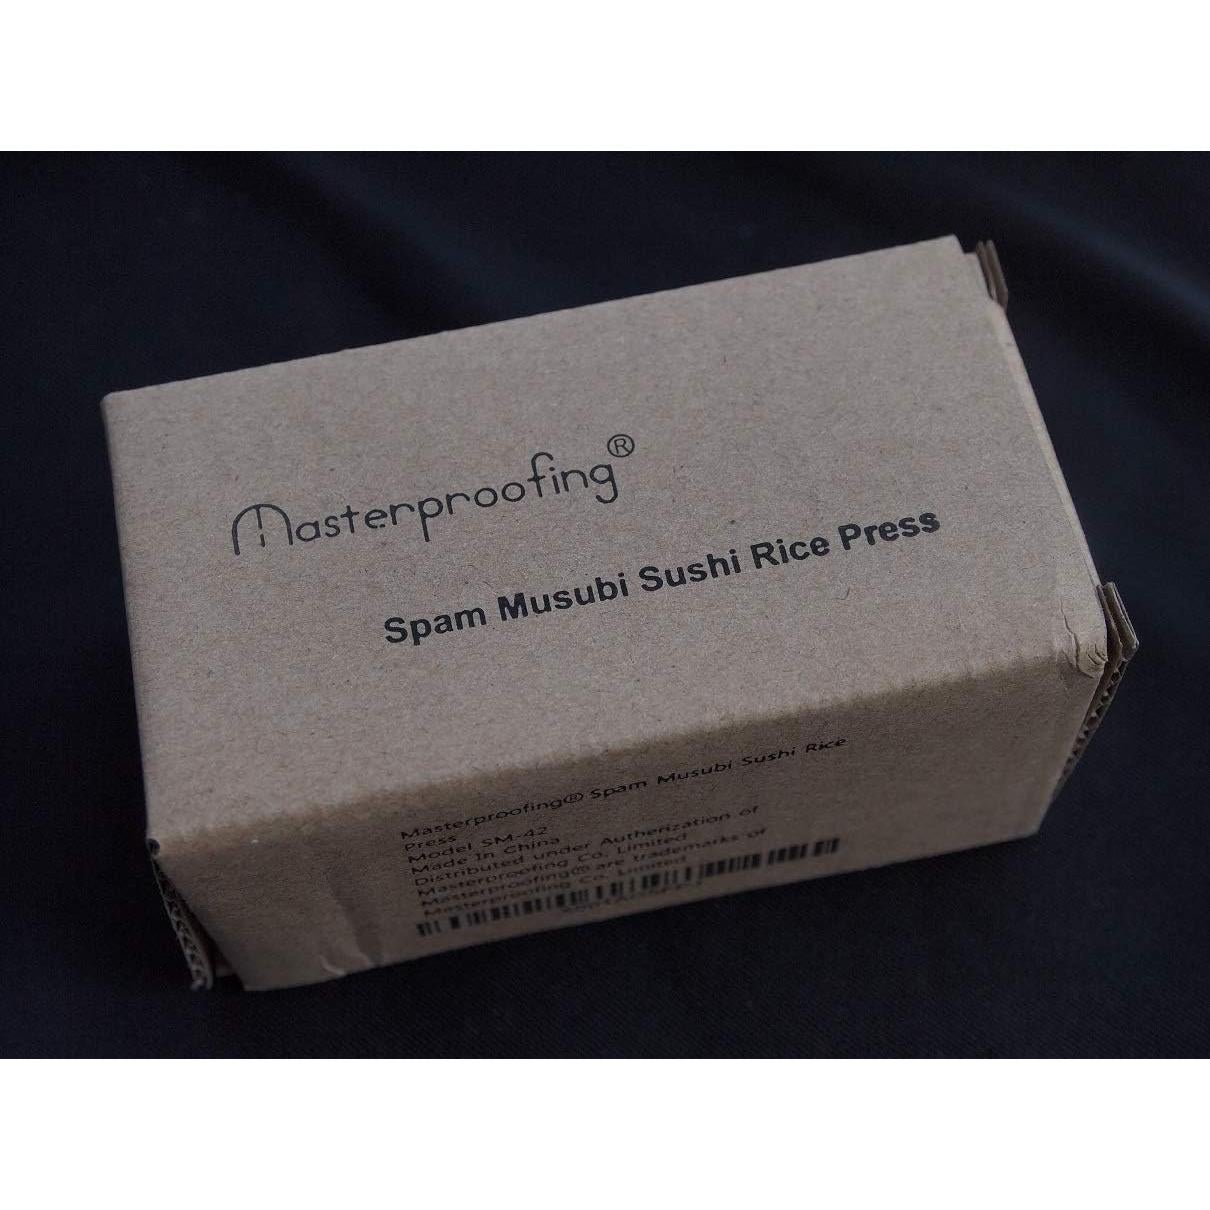 Masterproofing®
Spam Musubi Sushi Rice Press
Masterproofing® Spam Musubi Sushi Rice
Press
Model SM-42
Made In China
Distributed under Autherization of
Masterproofing Co. Limited
Masterproofing® are trademarks of
Masterproofing Co. Limited